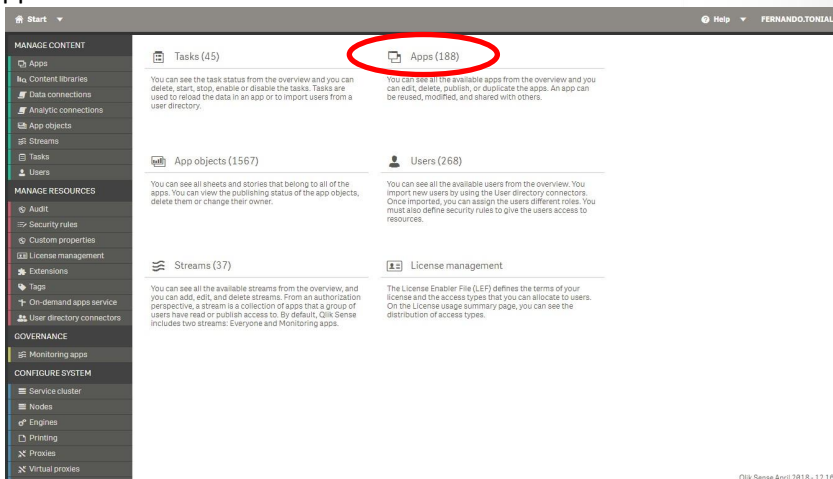 Start
Help
FERNANDO.TONIAL
MANAGE CONTENT
Apps
Content libraries
Data connections
Analytic connections
App objects
Streams
Tasks
Users
MANAGE RESOURCES
Audit
Security rules
Custom properties
License management
Extensions
Tags
On-demand apps service
User directory connectors
GOVERNANCE
Monitoring apps
CONFIGURE SYSTEM
Service cluster
Nodes
Engines
Printing
Proxies
Virtual proxies
Tasks (45)
You can see the task status from the overview and you can
delete, start, stop, enable or disable the tasks. Tasks are
used to reload the data in an app or to import users from a
user directory.
Apps (188)
You can see all the available apps from the overview and you
can edit, delete, publish, or duplicate the apps. An app can
be reused, modified, and shared with others.
App objects (1567)
You can see all sheets and stories that belong to all of the
apps. You can view the publishing status of the app objects,
delete them or change their owner.
Users (268)
You can see all the available users from the overview. You
import new users by using the User directory connectors.
Once imported, you can assign the users different roles. You
must also define security rules to give the users access to
resources.
Streams (37)
You can see all the available streams from the overview, and
you can add, edit, and delete streams. From an authorization
perspective, a stream is a collection of apps that a group of
users have read or publish access to. By default, Qlik Sense
includes two streams: Everyone and Monitoring apps.
License management
The License Enabler File (LEF) defines the terms of your
license and the access types that you can allocate to users.
On the License usage summary page, you can see the
distribution of access types.
Qlik Sense April 2018 - 12.16